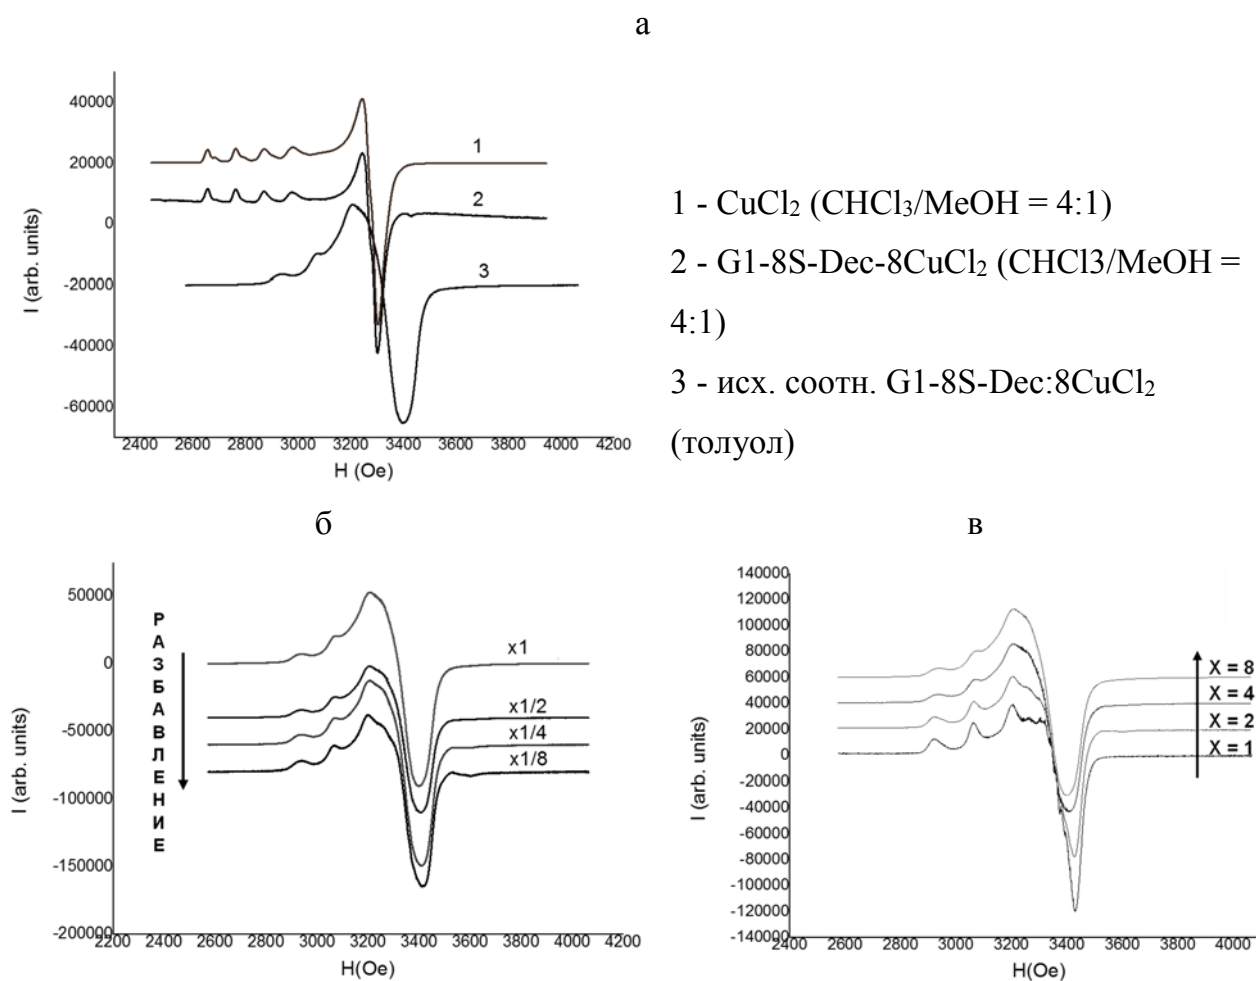 а
40000
20000
0
-20000
-40000
-60000
I (arb. units)
1
2
3
2400 2600 2800 3000 3200 3400 3600 3800 4000 4200
H (Oe)
1 - CuCl₂ (CHCl₃/MeOH = 4:1)
2 - G1-8S-Dec-8CuCl₂ (CHCl3/MeOH =
4:1)
3 - исх. соотн. G1-8S-Dec:8CuCl₂
(толуол)
б
50000
0
-50000
-100000
-150000
-200000
I (arb. units)
РАЗБАВЛЕНИЕ
x1
x1/2
x1/4
x1/8
2200 2400 2600 2800 3000 3200 3400 3600 3800 4000 4200
H(Oe)
в
140000
120000
100000
80000
60000
40000
20000
0
-20000
-40000
-60000
-80000
-100000
-120000
-140000
I (arb. units)
X = 8
X = 4
X = 2
X = 1
2400 2600 2800 3000 3200 3400 3600 3800 4000
H(Oe)